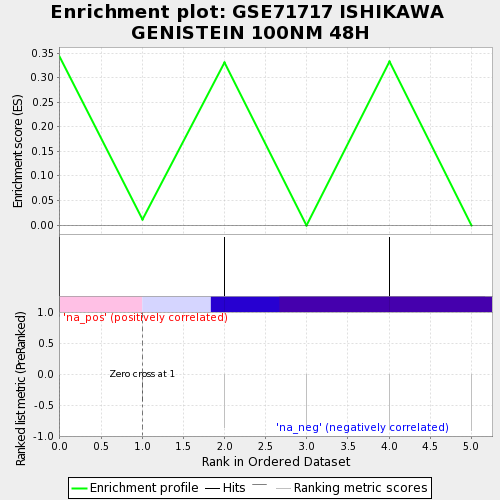 Enrichment plot: GSE71717 ISHIKAWA
GENISTEIN 100NM 48H
Enrichment score (ES)
0.35
0.30
0.25
0.20
0.15
0.10
0.05
0.00
Ranked list metric (PreRanked)
1.0
0.5
0.0
-0.5
-1.0
'na_pos' (positively correlated)
Zero cross at 1
'na_neg' (negatively correlated)
0.0 0.5 1.0 1.5 2.0 2.5 3.0 3.5 4.0 4.5 5.0
Rank in Ordered Dataset
Enrichment profile Hits Ranking metric scores